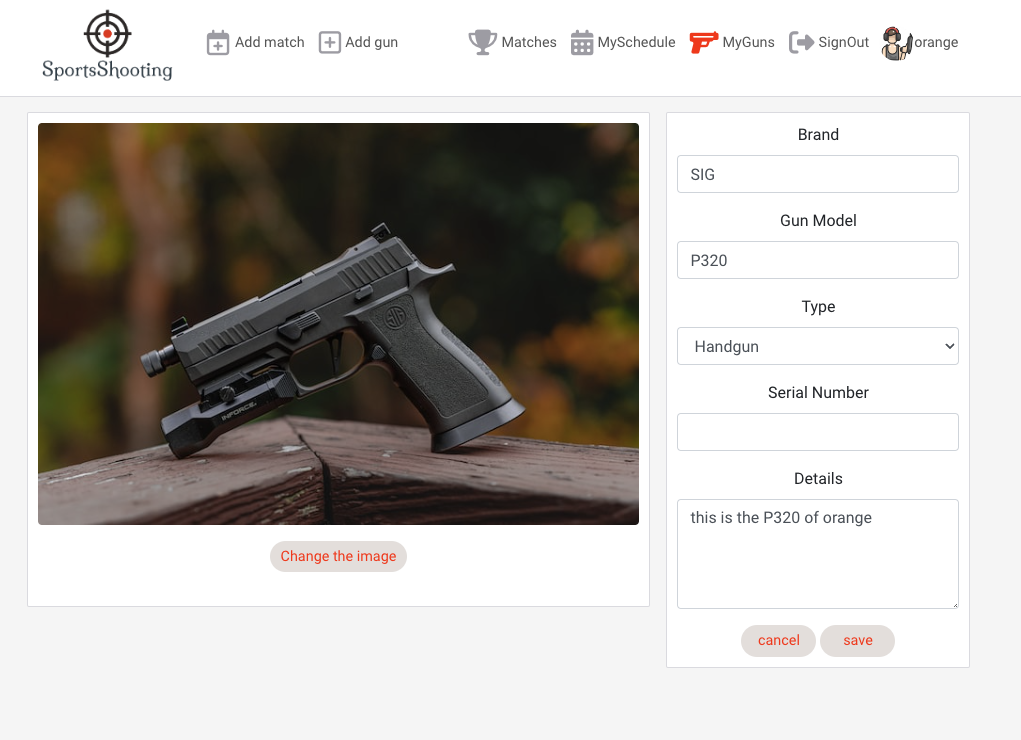 SportsShooting
Add match
Add gun
Matches
MySchedule
MyGuns
SignOut
orange
SIG
INFORCE
Change the image
Brand
SIG
Gun Model
P320
Type
Handgun
Serial Number
Details
this is the P320 of orange
cancel
save